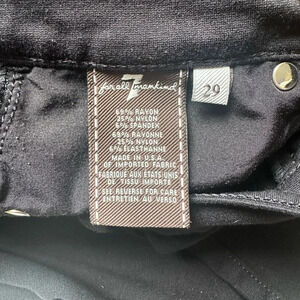 7
for all mankind
29
69% RAYON
25% NYLON
6% SPANDEX
69% RAYONNE
25% NYLON
6% ELASTHANNE
MADE IN U.S.A.
OF IMPORTED FABRIC
FABRIQUE AUX ETATS UNIS
DE TISSU IMPORTE
SEE REVERSE FOR CARE
ENTRETIEN AU VERSO